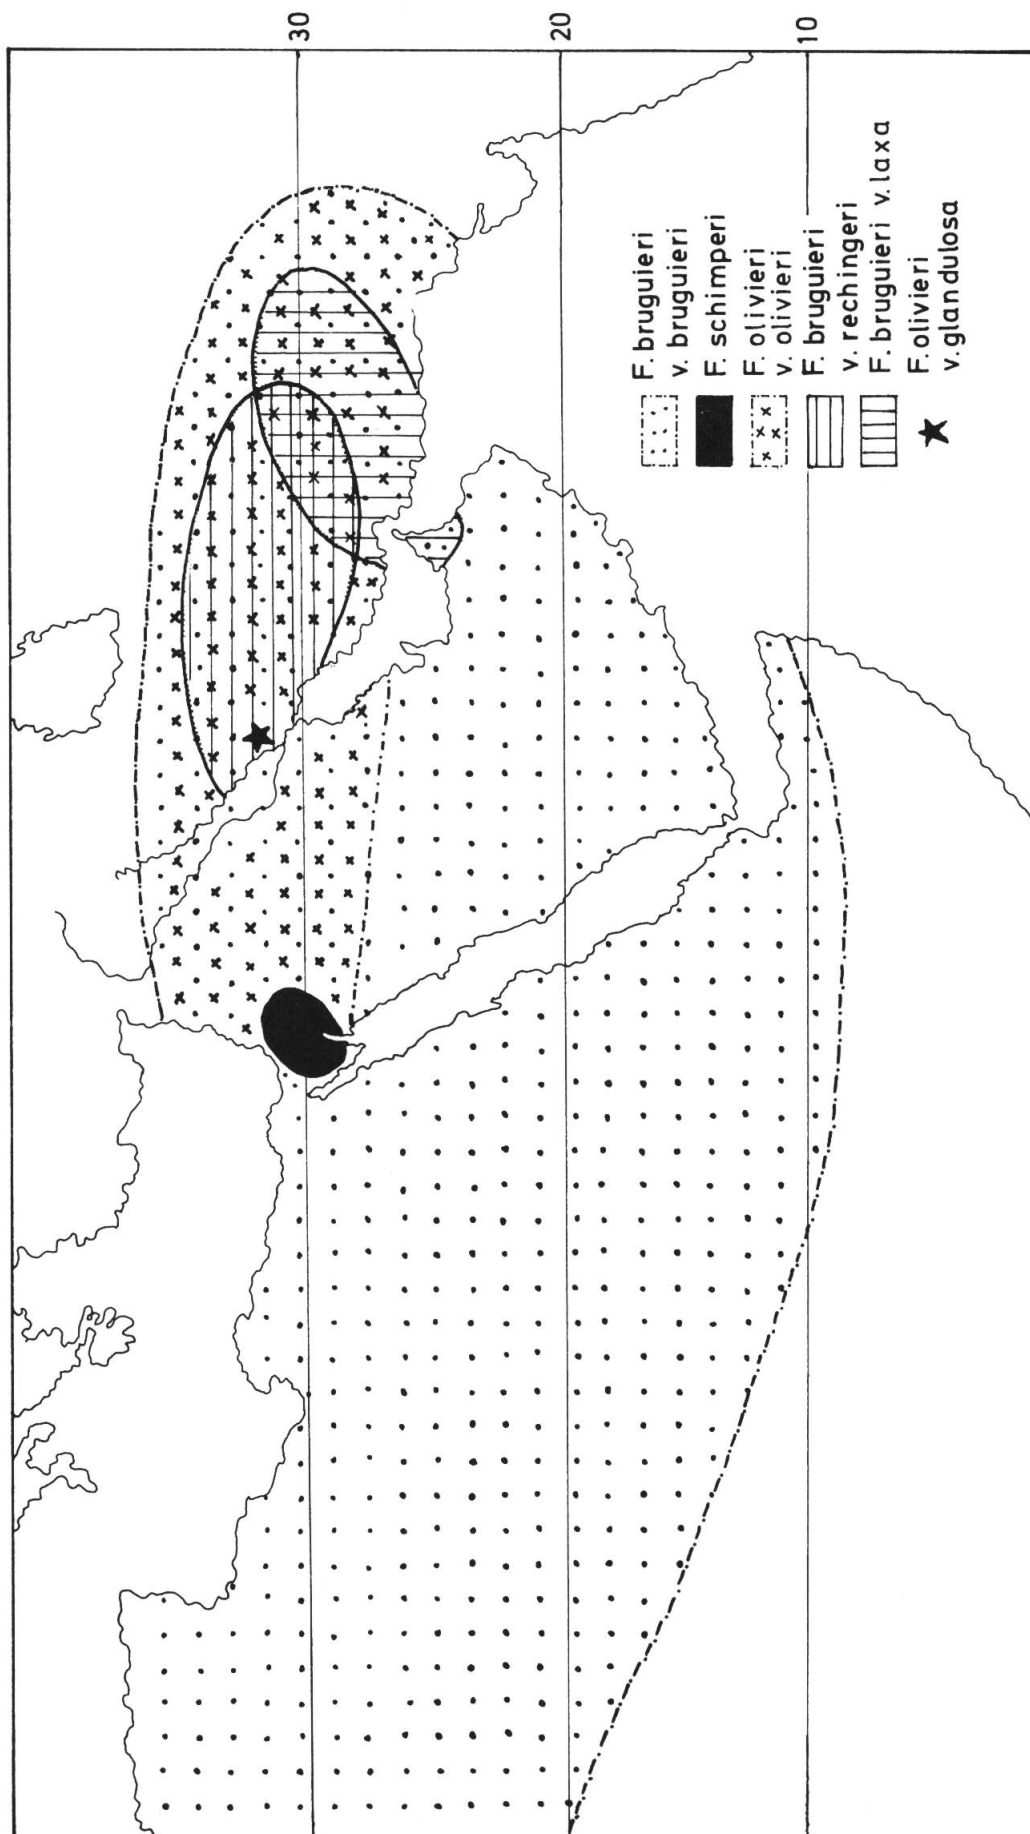 30
20
10
F. bruguieri
v. bruguieri
F. schimperi
F. olivieri
v. olivieri
F. bruguieri
v. rechingeri
F. bruguieri v. laxa
F. olivieri
v. glandulosa